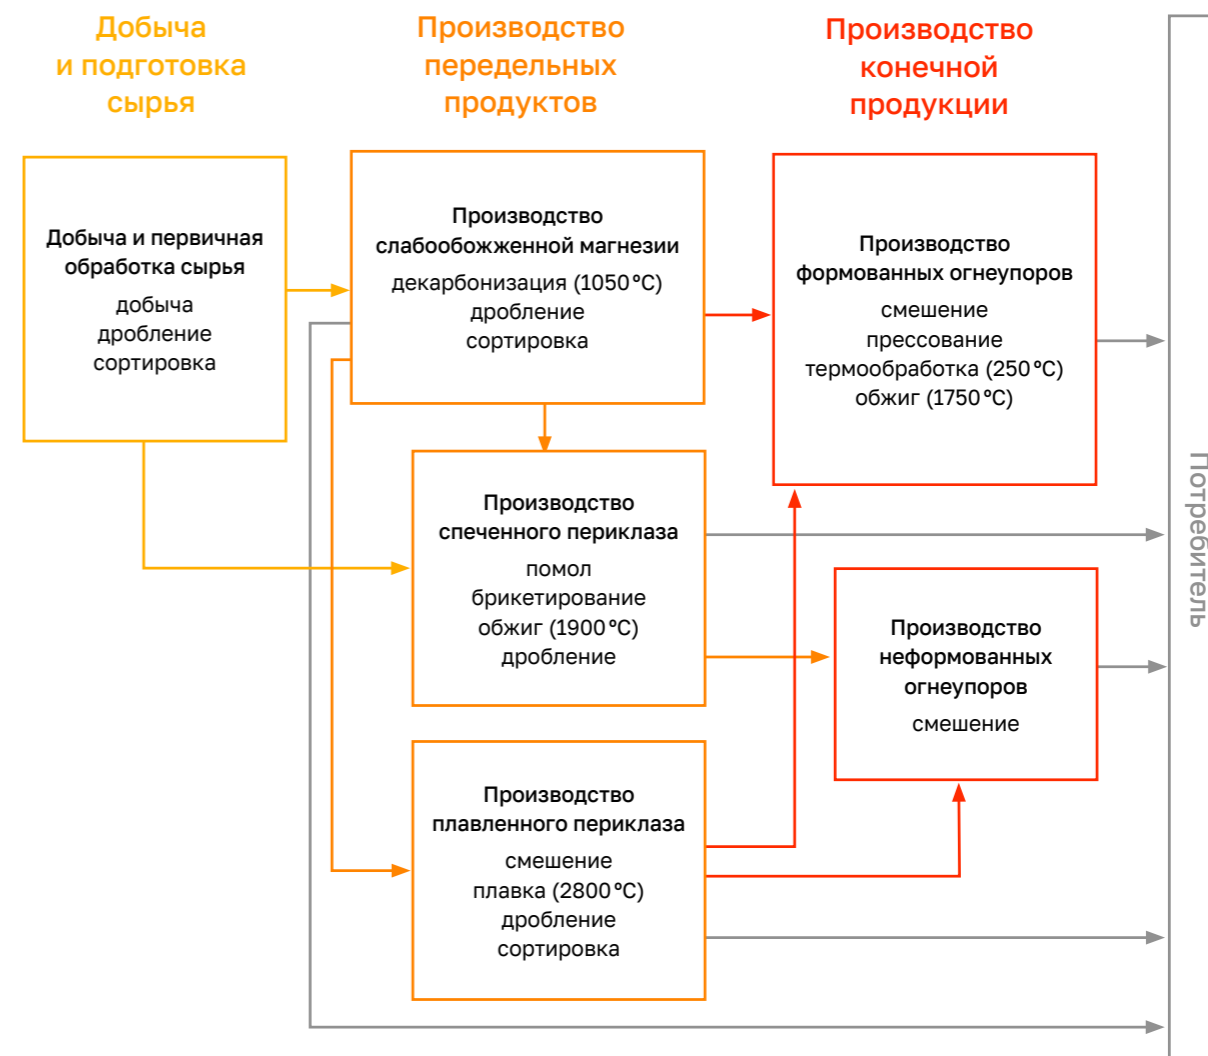 Добыча
и подготовка
сырья
Производство
передельных
продуктов
Производство
конечной
продукции
Добыча и первичная
обработка сырья
добыча
дробление
сортировка
Производство
слабообожженной магнезии
декарбонизация (1050 °C)
дробление
сортировка
Производство
формованных огнеупоров
смешение
прессование
термообработка (250 °C)
обжиг (1750 °C)
Производство
спеченного периклаза
помол
брикетирование
обжиг (1900 °C)
дробление
Производство
неформованных
огнеупоров
смешение
Производство
плавленного периклаза
смешение
плавка (2800 °C)
дробление
сортировка
Потребитель